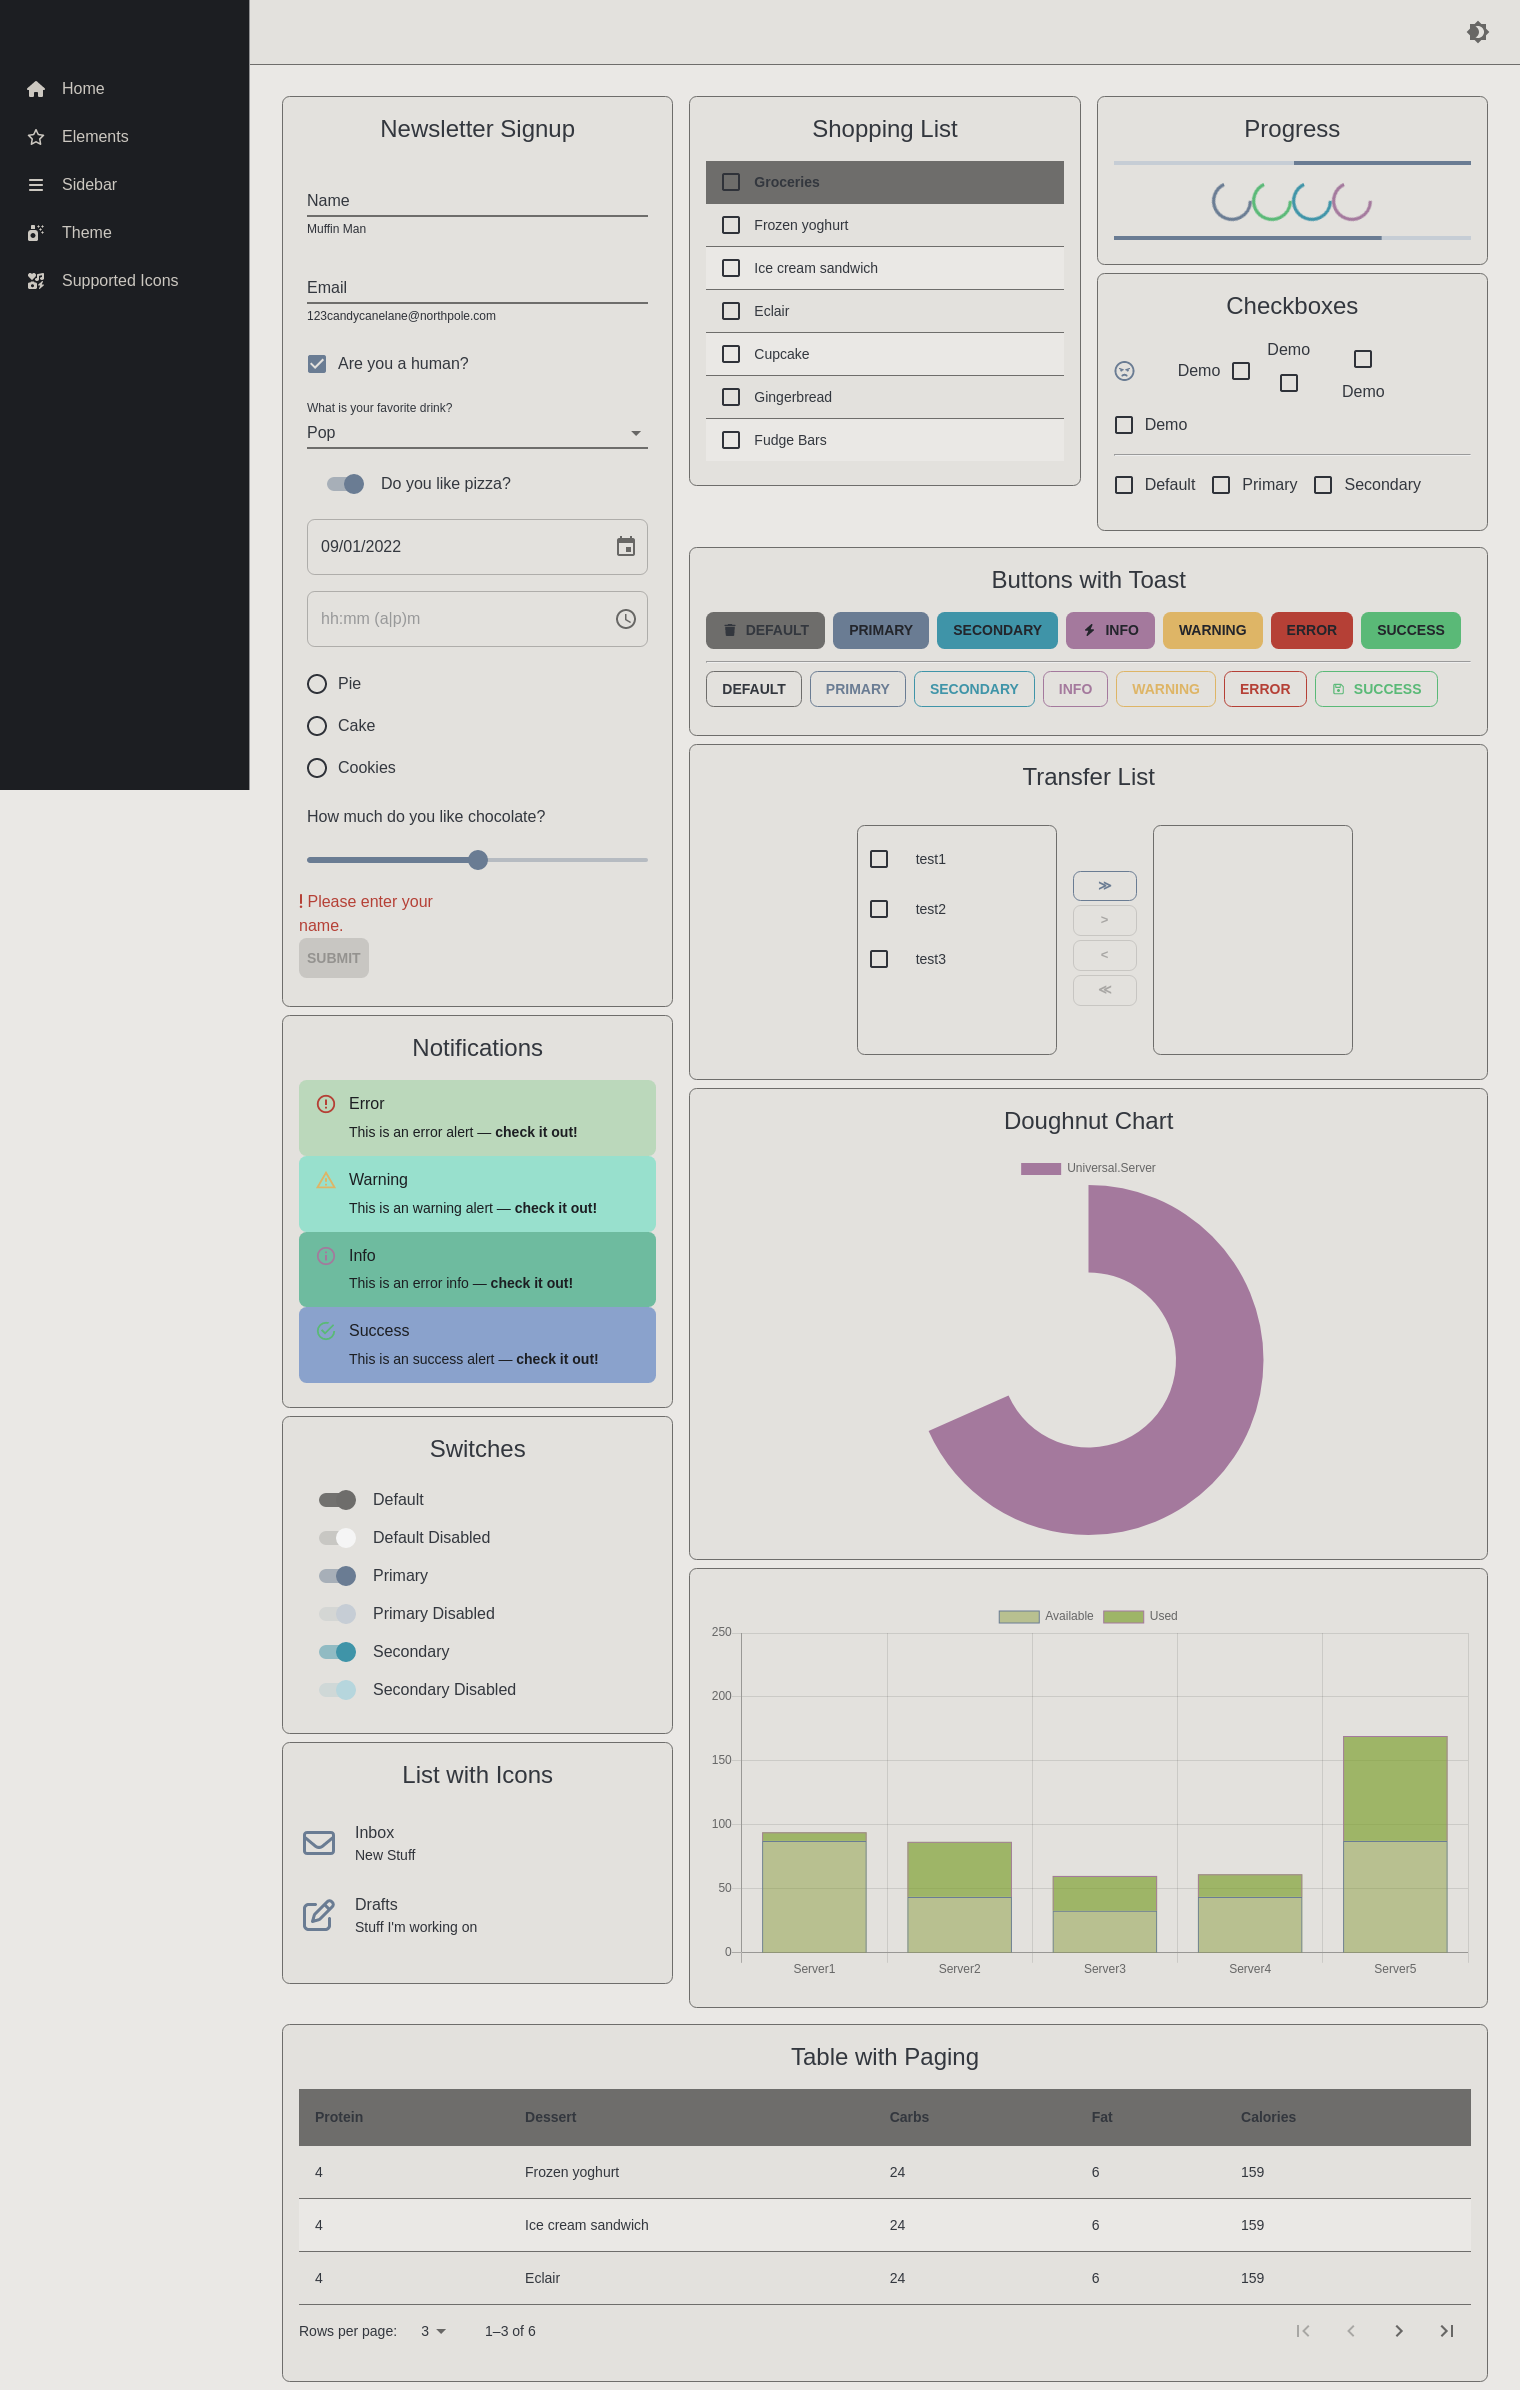 Home
Elements
Sidebar
Theme
Supported Icons
Newsletter Signup
Name
Muffin Man
Email
123candycanelane@northpole.com
Are you a human?
What is your favorite drink?
Pop
Do you like pizza?
09/01/2022
hh:mm (a|p)m
Pie
Cake
Cookies
How much do you like chocolate?
! Please enter your
name.
SUBMIT
Notifications
Error
This is an error alert — check it out!
Warning
This is an warning alert — check it out!
Info
This is an error info — check it out!
Success
This is an success alert — check it out!
Switches
Default
Default Disabled
Primary
Primary Disabled
Secondary
Secondary Disabled
List with Icons
Inbox
New Stuff
Drafts
Stuff I'm working on
Shopping List
Groceries
Frozen yoghurt
Ice cream sandwich
Eclair
Cupcake
Gingerbread
Fudge Bars
Progress
Checkboxes
Demo
Demo
Demo
Demo
Default Primary Secondary
Buttons with Toast
DEFAULT PRIMARY SECONDARY INFO WARNING ERROR SUCCESS
DEFAULT PRIMARY SECONDARY INFO WARNING ERROR SUCCESS
Transfer List
test1
test2
test3
≫
>
<
≪
Doughnut Chart
Universal.Server
Available Used
250
200
150
100
50
0
Server1 Server2 Server3 Server4 Server5
Table with Paging
Protein Dessert Carbs Fat Calories
4 Frozen yoghurt 24 6 159
4 Ice cream sandwich 24 6 159
4 Eclair 24 6 159
Rows per page: 3 1–3 of 6